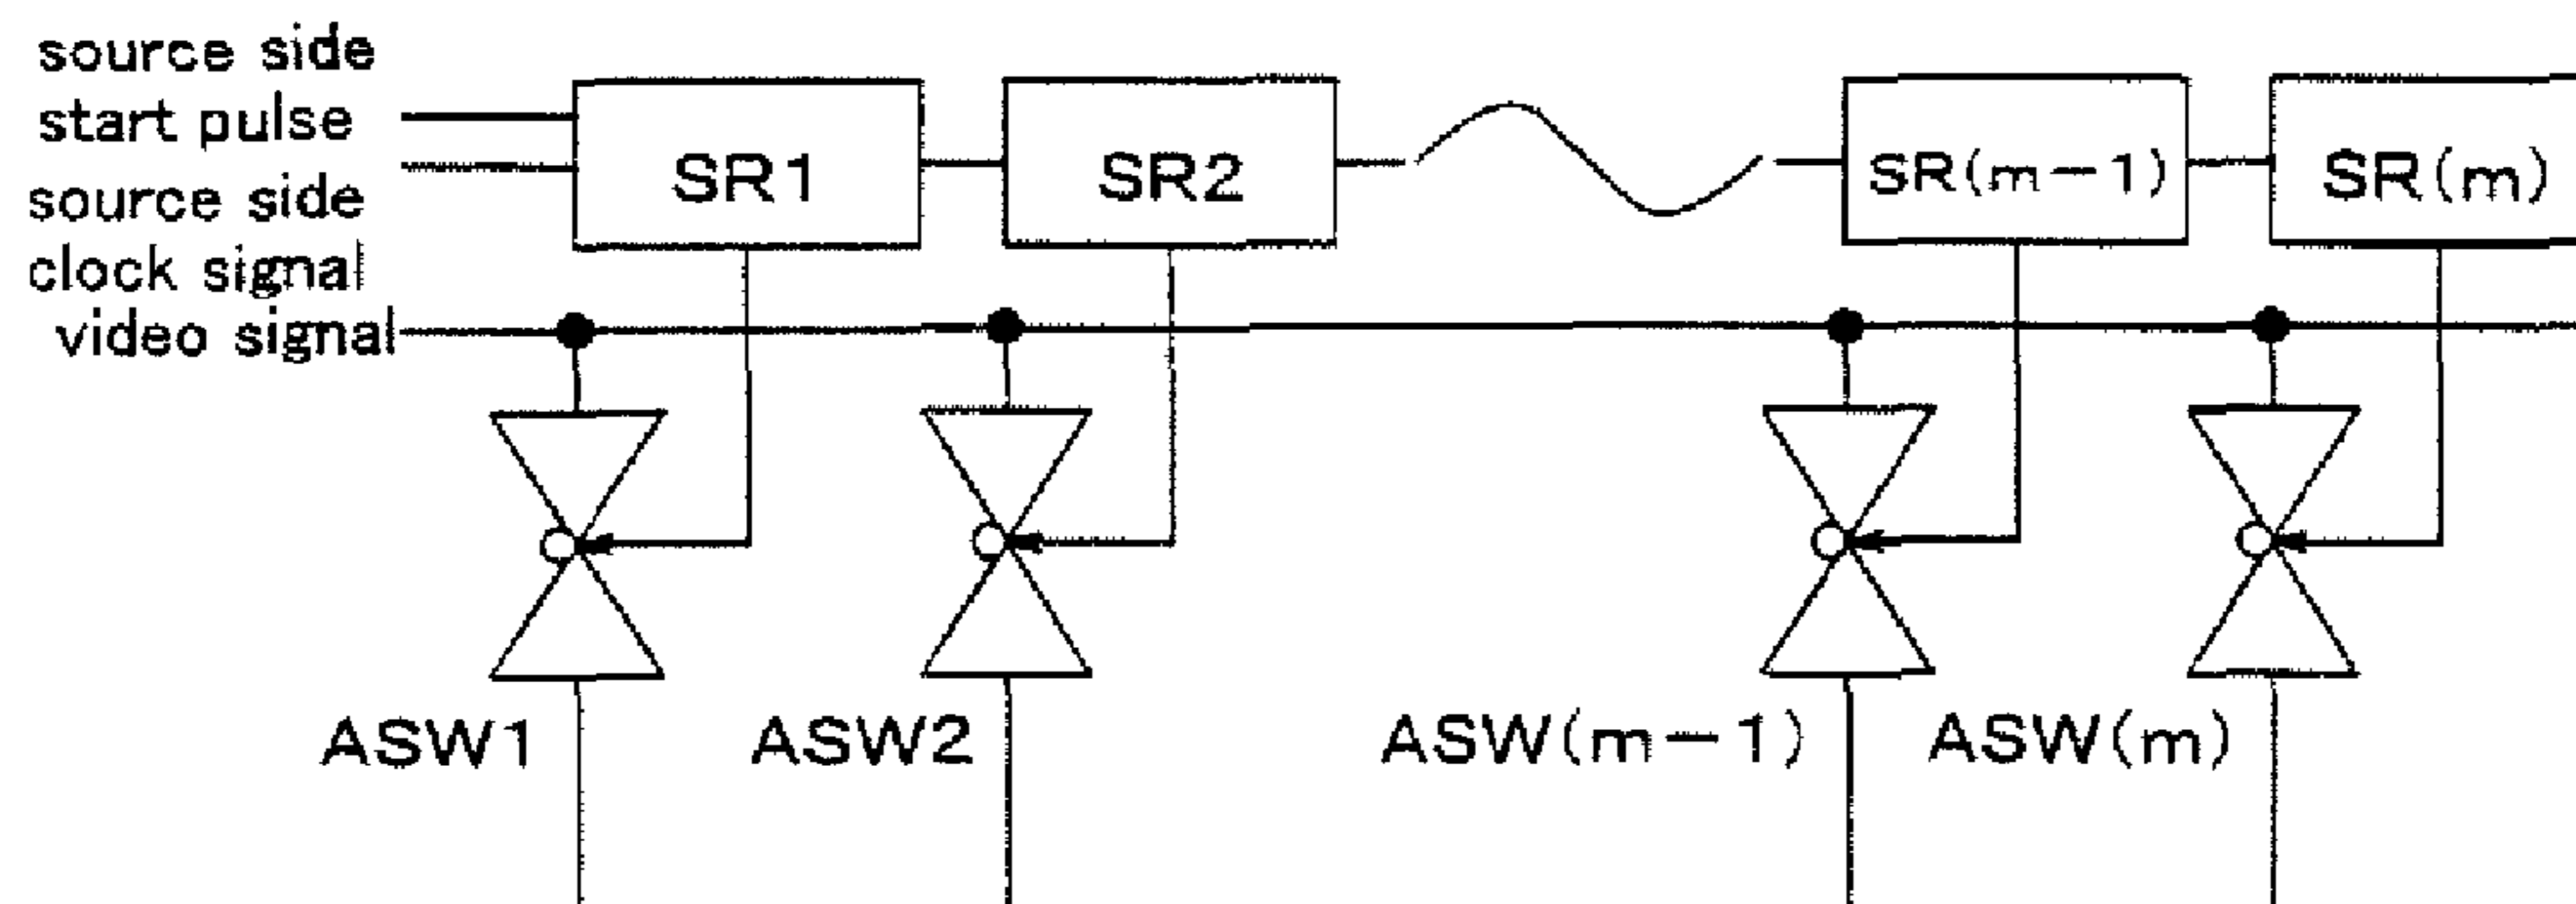 source side
start pulse
source side
clock signal
video signal
SR1
SR2
SR(m-1)
SR(m)
ASW1
ASW2
ASW(m-1)
ASW(m)